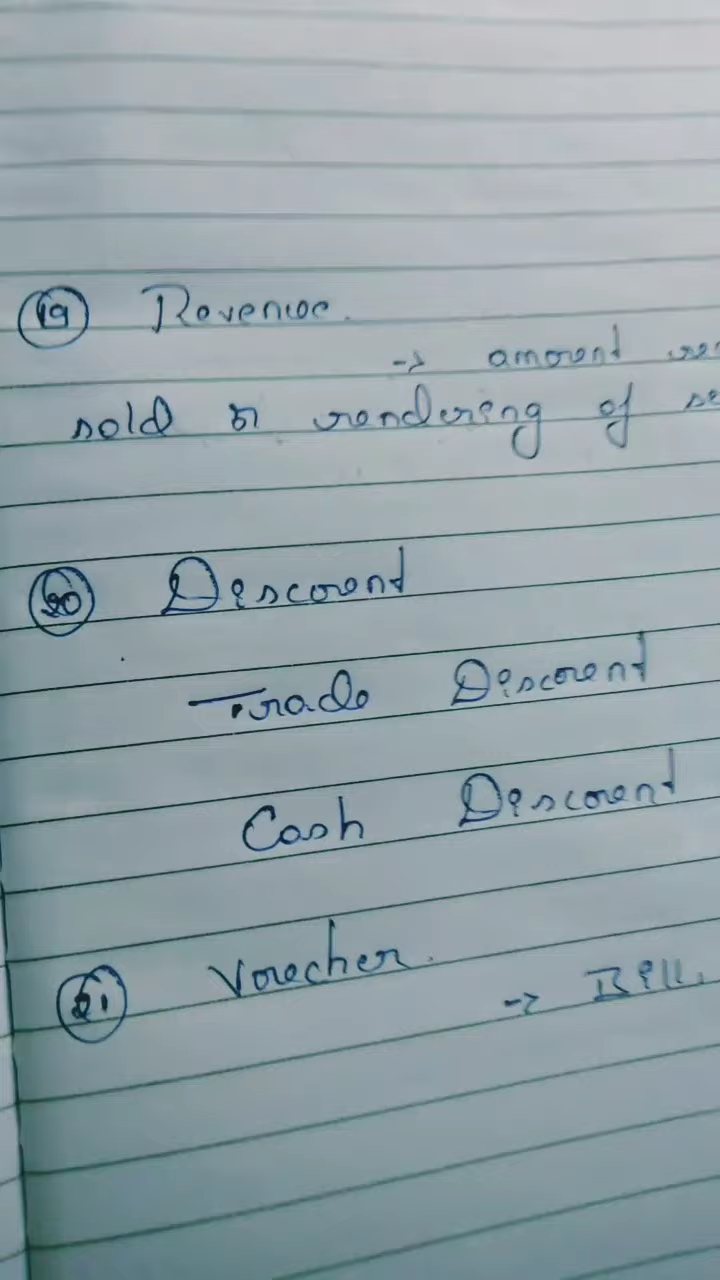 19 Revenue.
→ amount
sold or rendering of
20 Discount
Trade Discount
Cash Discount
21 Voucher.
→ Bill.